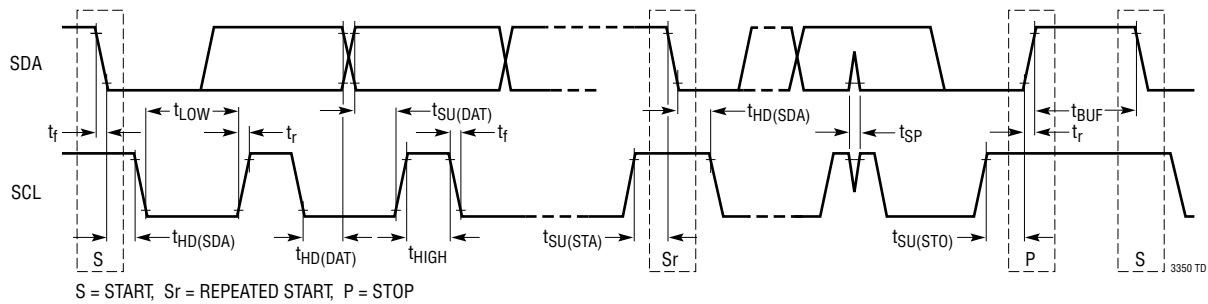 SDA
tLOW
tSU(DAT)
tHD(SDA)
tBUF
tf
tr
tf
tSP
tr
SCL
tHD(SDA)
tHD(DAT)
tHIGH
tSU(STA)
tSU(STO)
S
Sr
P
S
3350 TD
S = START, Sr = REPEATED START, P = STOP